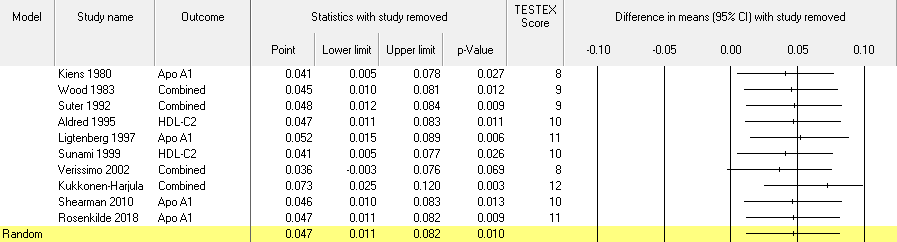 Model Study name Outcome Statistics with study removed TESTEX Score Difference in means (95% CI) with study removed
Point Lower limit Upper limit p-Value -0.10 -0.05 0.00 0.05 0.10
Kiens 1980 Apo A1 0.041 0.005 0.078 0.027 8
Wood 1983 Combined 0.045 0.010 0.081 0.012 9
Suter 1992 Combined 0.048 0.012 0.084 0.009 9
Aldred 1995 HDL-C2 0.047 0.011 0.083 0.011 10
Ligtenberg 1997 Apo A1 0.052 0.015 0.089 0.006 11
Sunami 1999 HDL-C2 0.041 0.005 0.077 0.026 10
Verissimo 2002 Combined 0.036 -0.003 0.076 0.069 8
Kukkonen-Harjula Combined 0.073 0.025 0.120 0.003 12
Shearman 2010 Apo A1 0.046 0.010 0.083 0.013 10
Rosenkilde 2018 Apo A1 0.047 0.011 0.082 0.009 11
Random 0.047 0.011 0.082 0.010